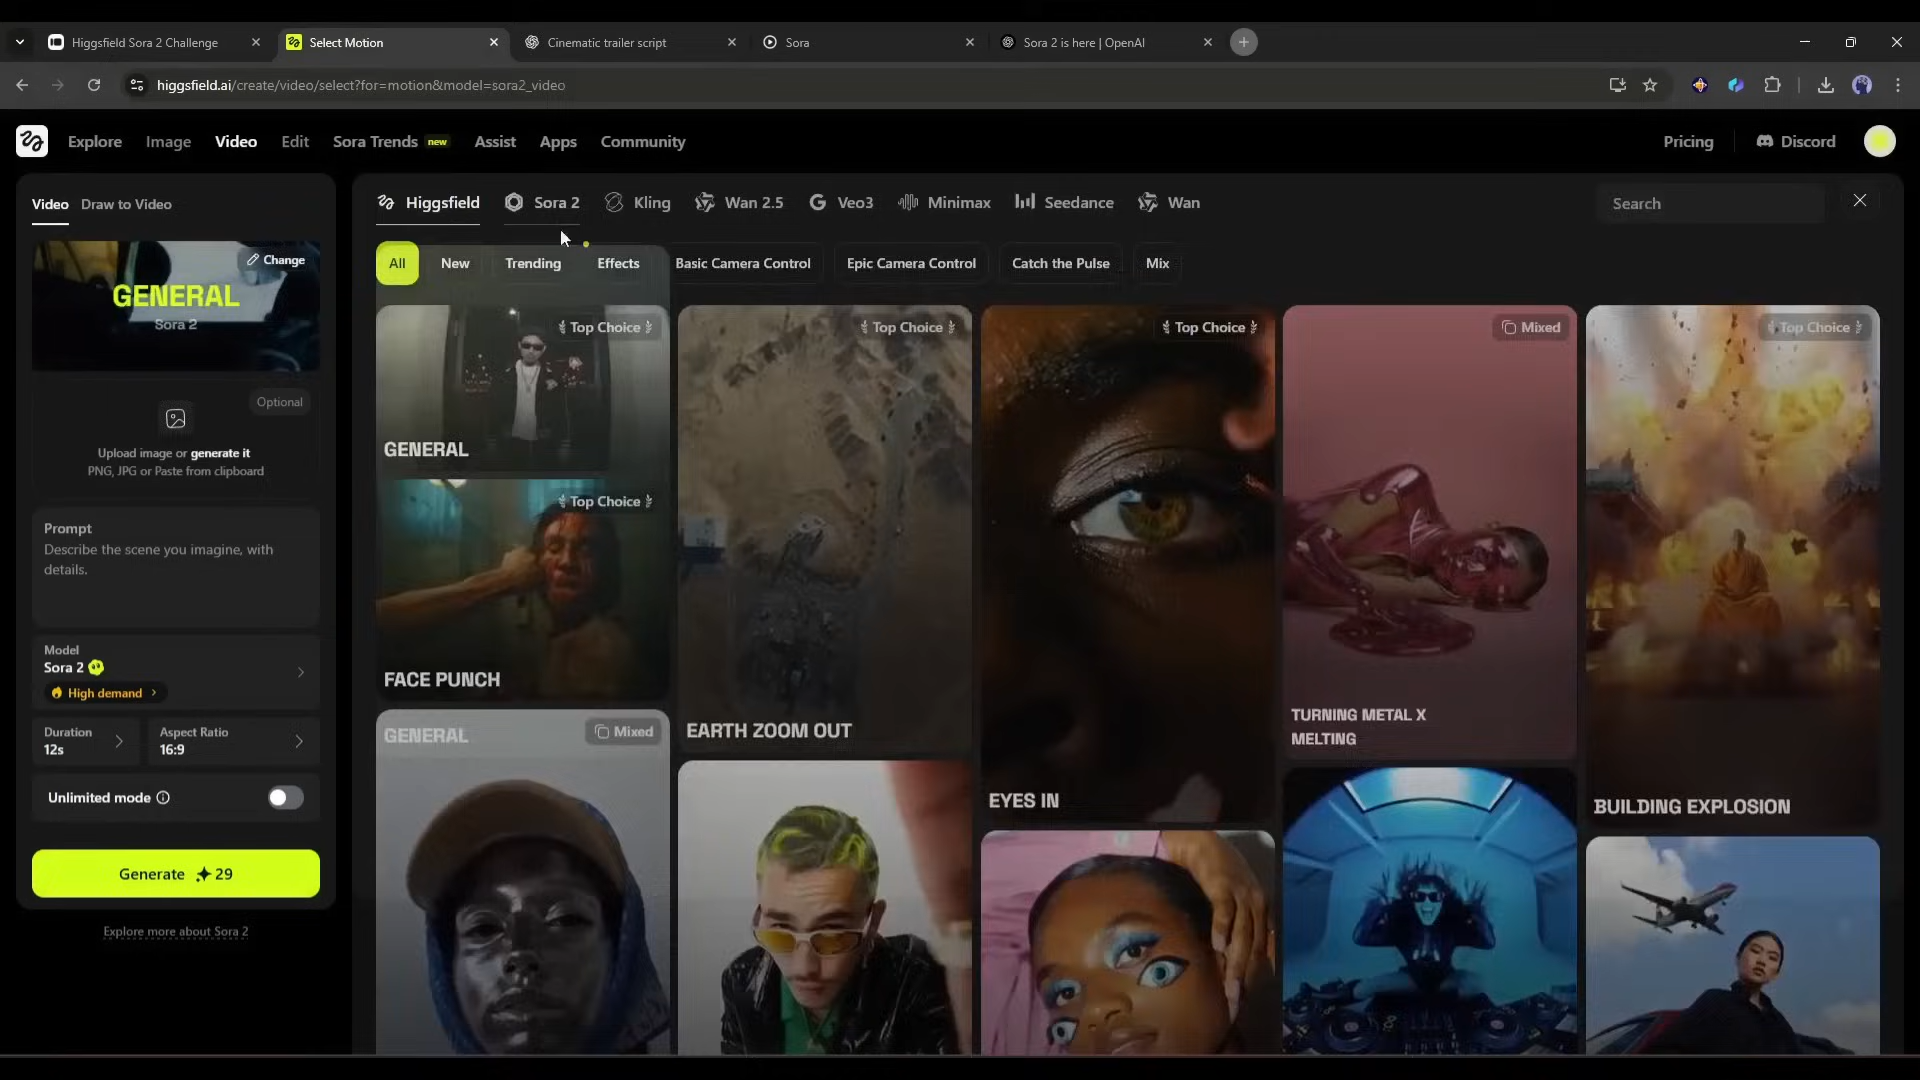 Higgsfield Sora 2 Challenge
Select Motion
Cinematic trailer script
Sora
Sora 2 is here | OpenAI
higgsfield.ai/create/video/select?for=motion&model=sora2_video
Explore
Image
Video
Edit
Sora Trends new
Assist
Apps
Community
Pricing
Discord
Video
Draw to Video
Change
GENERAL
Sora 2
Optional
Upload image or generate it
PNG, JPG or Paste from clipboard
Prompt
Describe the scene you imagine, with
details.
Model
Sora 2
High demand
Duration
12s
Aspect Ratio
16:9
Unlimited mode
Generate 29
Explore more about Sora 2
Higgsfield
Sora 2
Kling
Wan 2.5
Veo3
Minimax
Seedance
Wan
Search
All
New
Trending
Effects
Basic Camera Control
Epic Camera Control
Catch the Pulse
Mix
Top Choice
GENERAL
Top Choice
FACE PUNCH
GENERAL
Mixed
Top Choice
EARTH ZOOM OUT
Top Choice
EYES IN
Mixed
TURNING METAL X
MELTING
Top Choice
BUILDING EXPLOSION